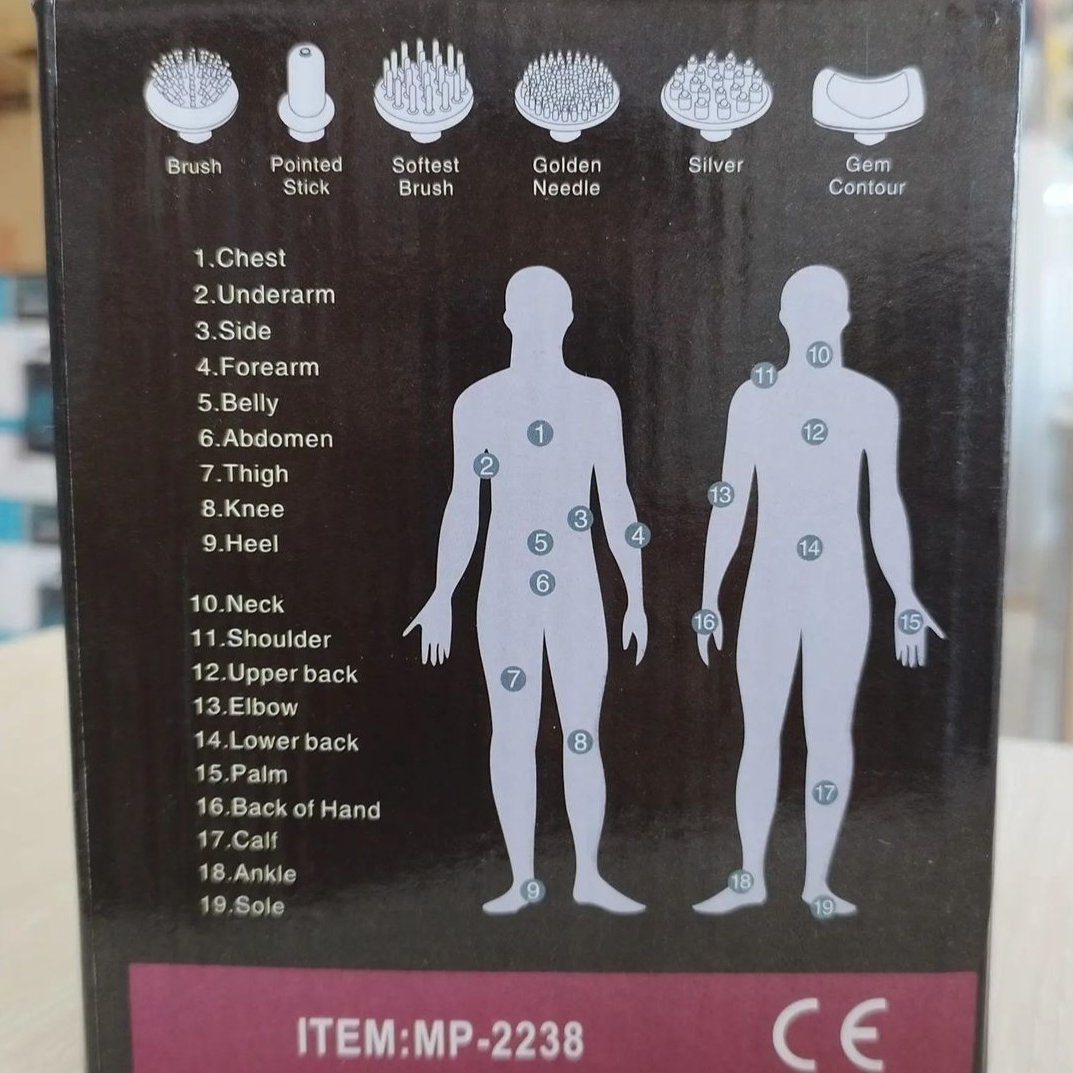 Brush
Pointed
Stick
Softest
Brush
Golden
Needle
Silver
Gem
Contour
1.Chest
2.Underarm
3.Side
4.Forearm
5.Belly
6.Abdomen
7.Thigh
8.Knee
9.Heel
10.Neck
11.Shoulder
12.Upper back
13.Elbow
14.Lower back
15.Palm
16.Back of Hand
17.Calf
18.Ankle
19.Sole
1
2
3
4
5
6
7
8
9
10
11
12
13
14
15
16
17
18
19
ITEM:MP-2238
CE